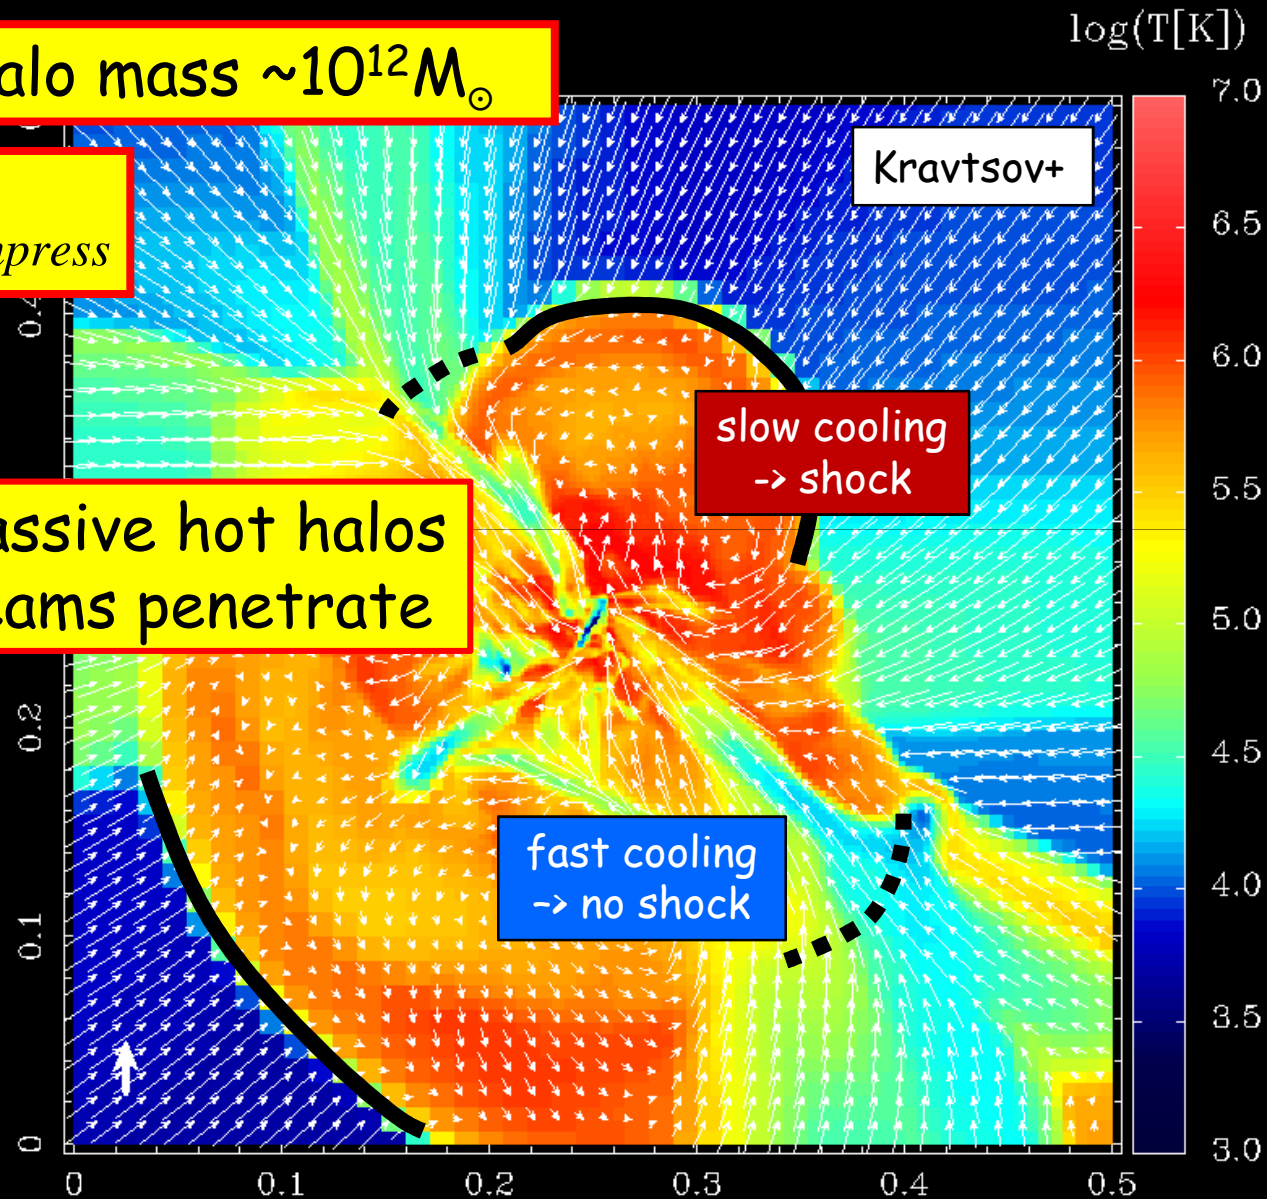 log(T[K])
alo mass ~10¹²M☉
7.0
Kravtsov+
6.5
press
0.4
6.0
slow cooling
-> shock
5.5
assive hot halos
ams penetrate
5.0
0.2
4.5
fast cooling
-> no shock
4.0
0.1
3.5
0
3.0
0 0.1 0.2 0.3 0.4 0.5